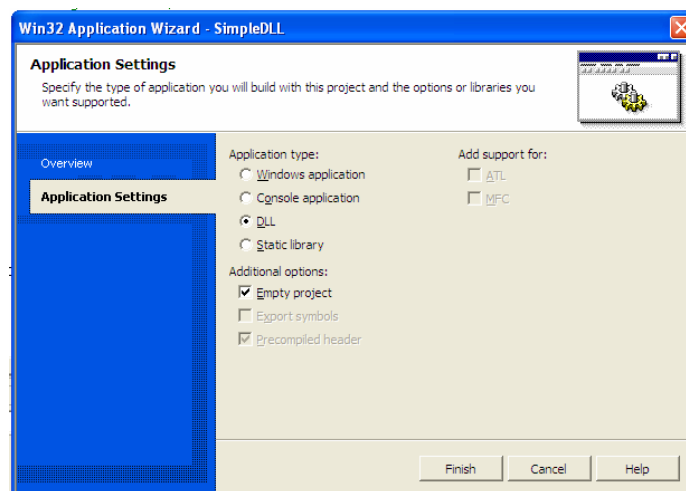 Win32 Application Wizard - SimpleDLL
Application Settings
Specify the type of application you will build with this project and the options or libraries you
want supported.
Overview
Application Settings
Application type:
Windows application
Console application
DLL
Static library
Additional options:
Empty project
Export symbols
Precompiled header
Add support for:
ATL
MFC
Finish
Cancel
Help